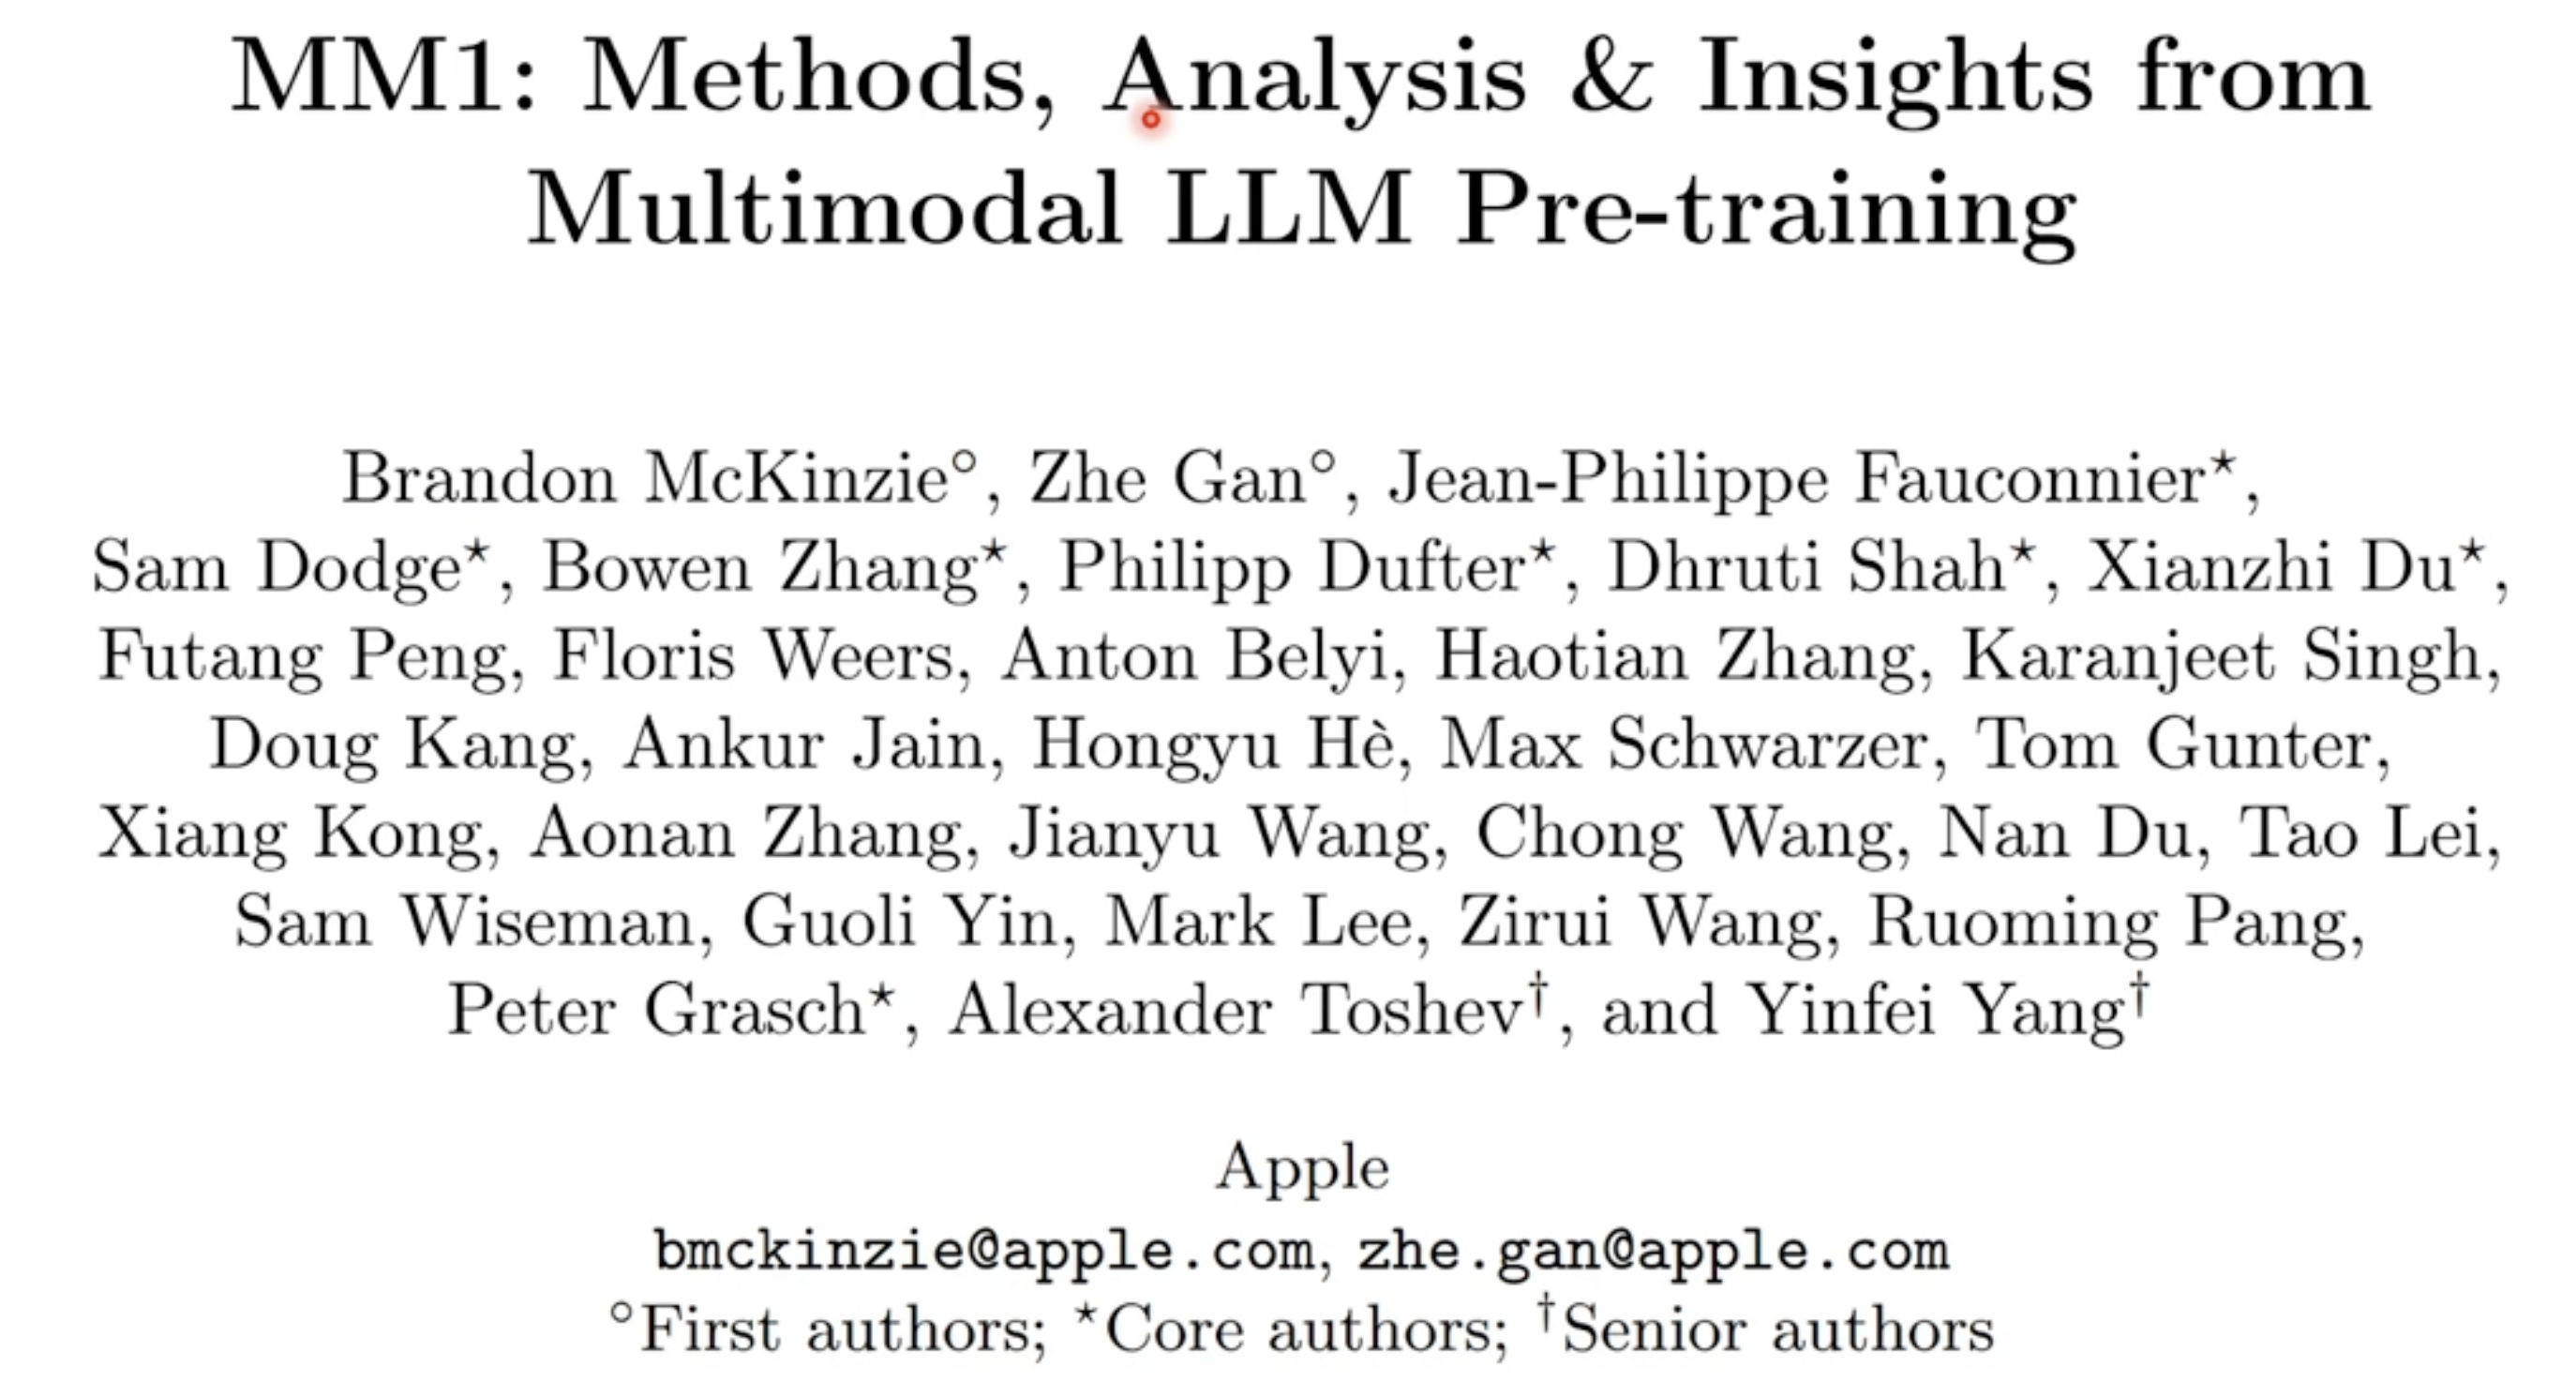 MM1: Methods, Analysis & Insights from
Multimodal LLM Pre-training
Brandon McKinzie°, Zhe Gan°, Jean-Philippe Fauconnier⋆,
Sam Dodge⋆, Bowen Zhang⋆, Philipp Dufter⋆, Dhruti Shah⋆, Xianzhi Du⋆,
Futang Peng, Floris Weers, Anton Belyi, Haotian Zhang, Karanjeet Singh,
Doug Kang, Ankur Jain, Hongyu Hè, Max Schwarzer, Tom Gunter,
Xiang Kong, Aonan Zhang, Jianyu Wang, Chong Wang, Nan Du, Tao Lei,
Sam Wiseman, Guoli Yin, Mark Lee, Zirui Wang, Ruoming Pang,
Peter Grasch⋆, Alexander Toshev†, and Yinfei Yang†
Apple
bmckinzie@apple.com, zhe.gan@apple.com
°First authors; ⋆Core authors; †Senior authors